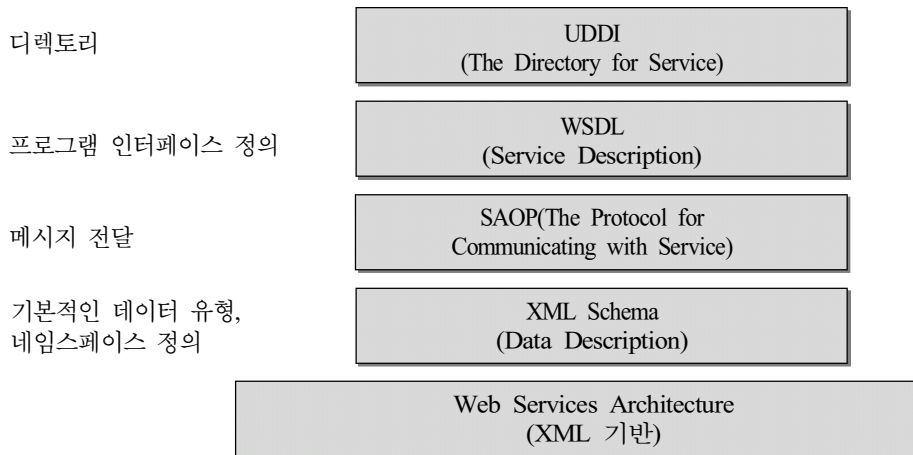 디렉토리
UDDI
(The Directory for Service)
프로그램 인터페이스 정의
WSDL
(Service Description)
메시지 전달
SAOP(The Protocol for
Communicating with Service)
기본적인 데이터 유형,
네임스페이스 정의
XML Schema
(Data Description)
Web Services Architecture
(XML 기반)